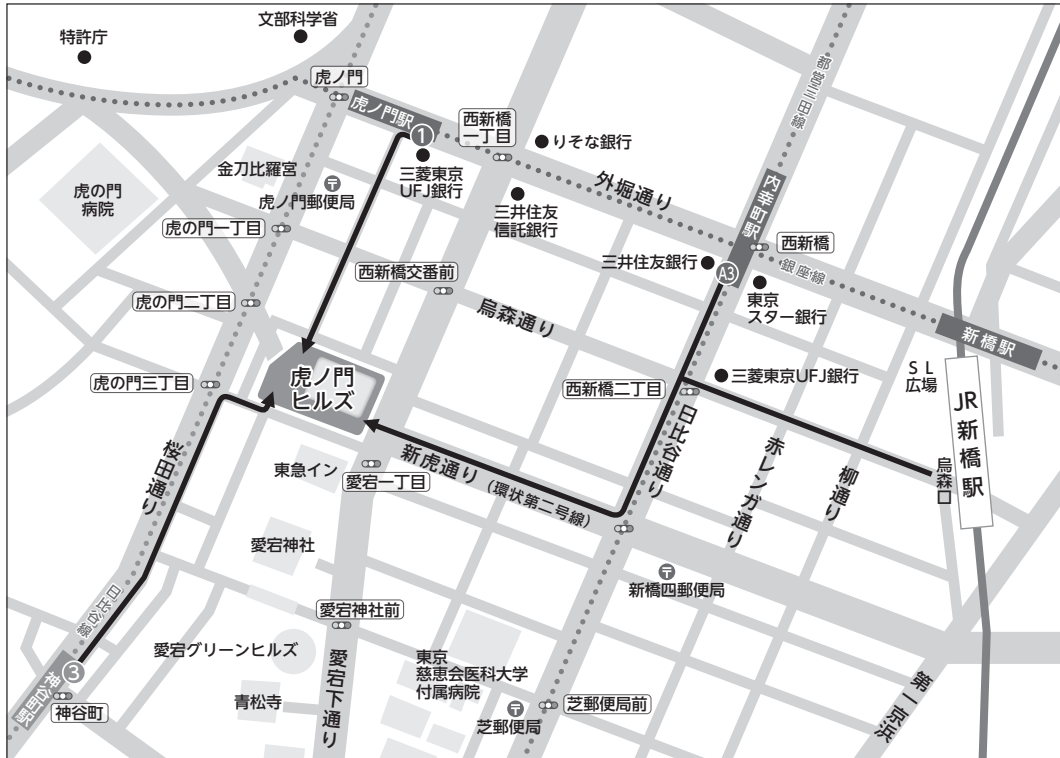 文部科学省
特許庁
虎ノ門
虎ノ門駅
1
西新橋
一丁目
りそな銀行
都営三田線
三菱東京
UFJ銀行
金刀比羅宮
〒
虎ノ門郵便局
虎の門
病院
三井住友
信託銀行
外堀通り
内幸町駅
西新橋
虎の門一丁目
三井住友銀行
A3
銀座線
西新橋交番前
虎の門二丁目
烏森通り
東京
スター銀行
新橋駅
虎ノ門
ヒルズ
虎の門三丁目
西新橋二丁目
三菱東京UFJ銀行
SL
広場
JR新橋駅
烏森口
桜田通り
東急イン
愛宕一丁目
新虎通り
(環状第二号線)
日比谷通り
赤レンガ通り
柳通り
愛宕神社
〒
新橋四郵便局
日比谷線
愛宕神社前
愛宕グリーンヒルズ
東京
慈恵会医科大学
付属病院
3
神谷町駅
神谷町
青松寺
愛宕下通り
〒
芝郵便局
芝郵便局前
第一京浜